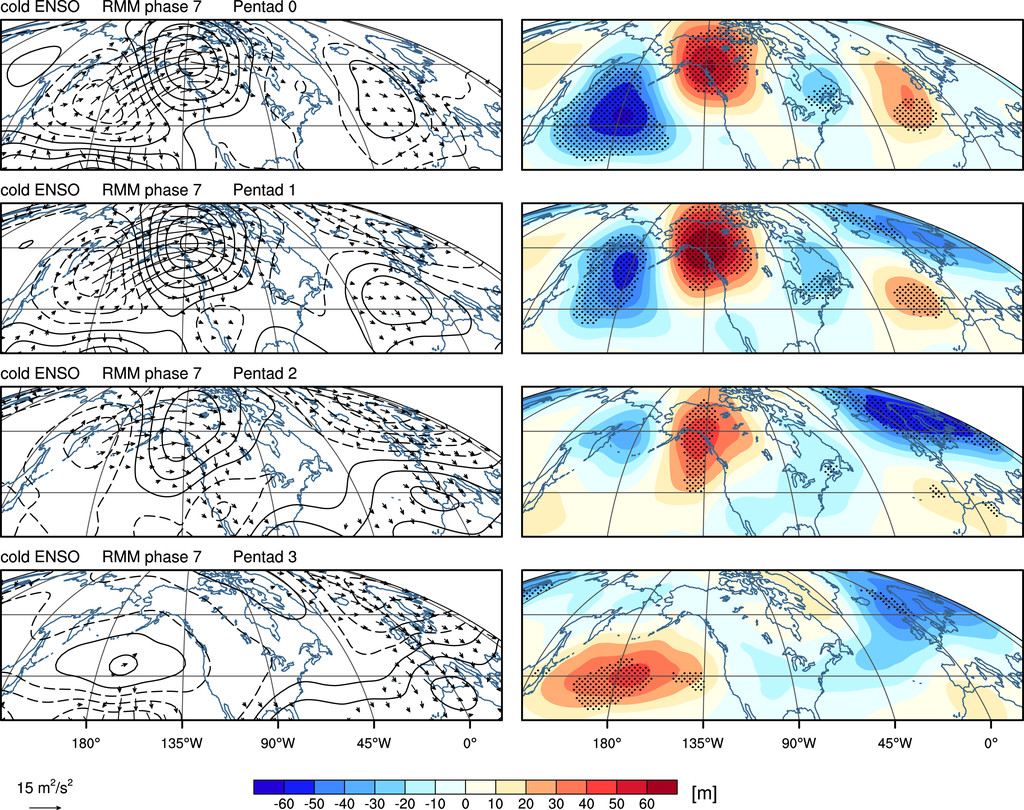 cold ENSO RMM phase 7 Pentad 0
cold ENSO RMM phase 7 Pentad 1
cold ENSO RMM phase 7 Pentad 2
cold ENSO RMM phase 7 Pentad 3
180° 135°W 90°W 45°W 0° 180° 135°W 90°W 45°W 0°
15 m²/s²
-60 -50 -40 -30 -20 -10 0 10 20 30 40 50 60 [m]